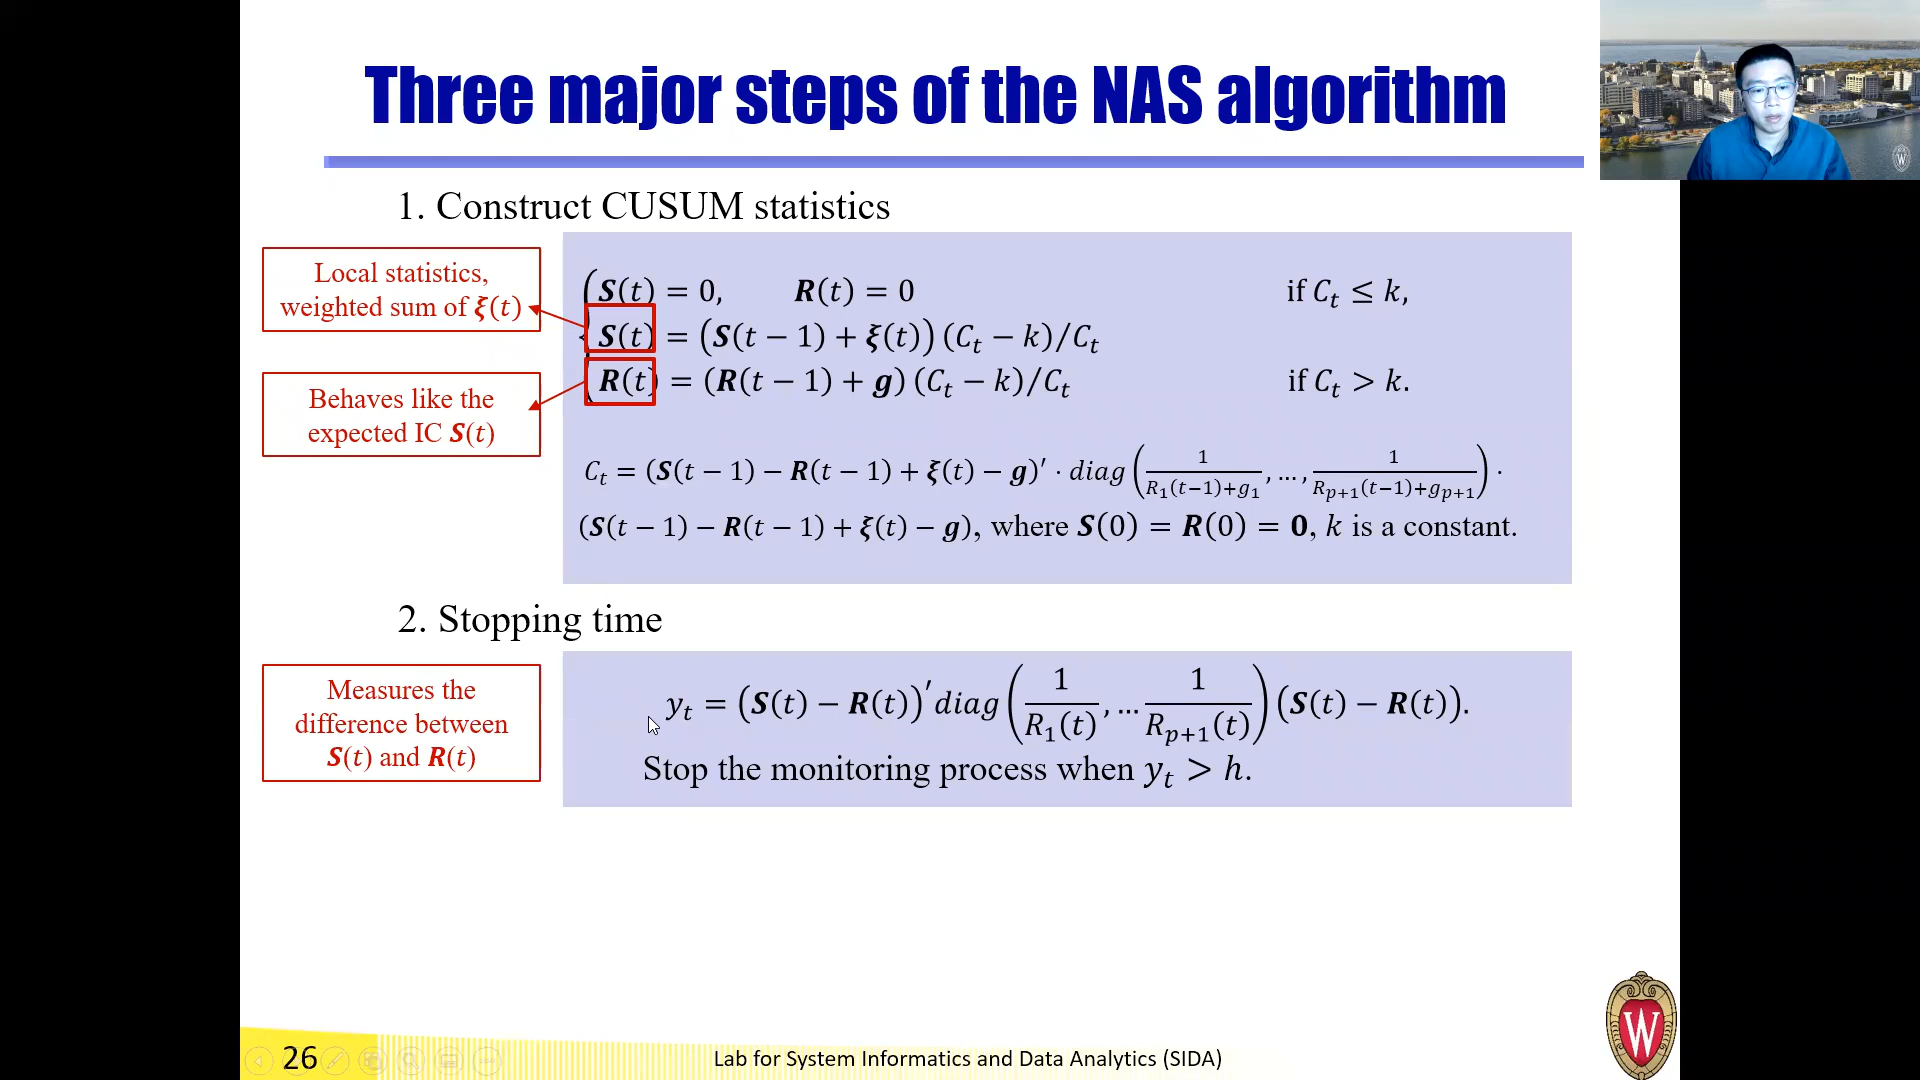 Three major steps of the NAS algorithm
1. Construct CUSUM statistics
Local statistics,
weighted sum of ξ(t)
Behaves like the
expected IC S(t)
S(t) = 0, R(t) = 0 if C_t ≤ k,
S(t) = (S(t − 1) + ξ(t)) (C_t − k)/C_t
R(t) = (R(t − 1) + g) (C_t − k)/C_t if C_t > k.
C_t = (S(t − 1) − R(t − 1) + ξ(t) − g)′ · diag(1/(R_1(t−1)+g_1), …, 1/(R_{p+1}(t−1)+g_{p+1})) ·
(S(t − 1) − R(t − 1) + ξ(t) − g), where S(0) = R(0) = 0, k is a constant.
2. Stopping time
Measures the
difference between
S(t) and R(t)
y_t = (S(t) − R(t))′ diag(1/R_1(t), … 1/R_{p+1}(t)) (S(t) − R(t)).
Stop the monitoring process when y_t > h.
26
Lab for System Informatics and Data Analytics (SIDA)
W